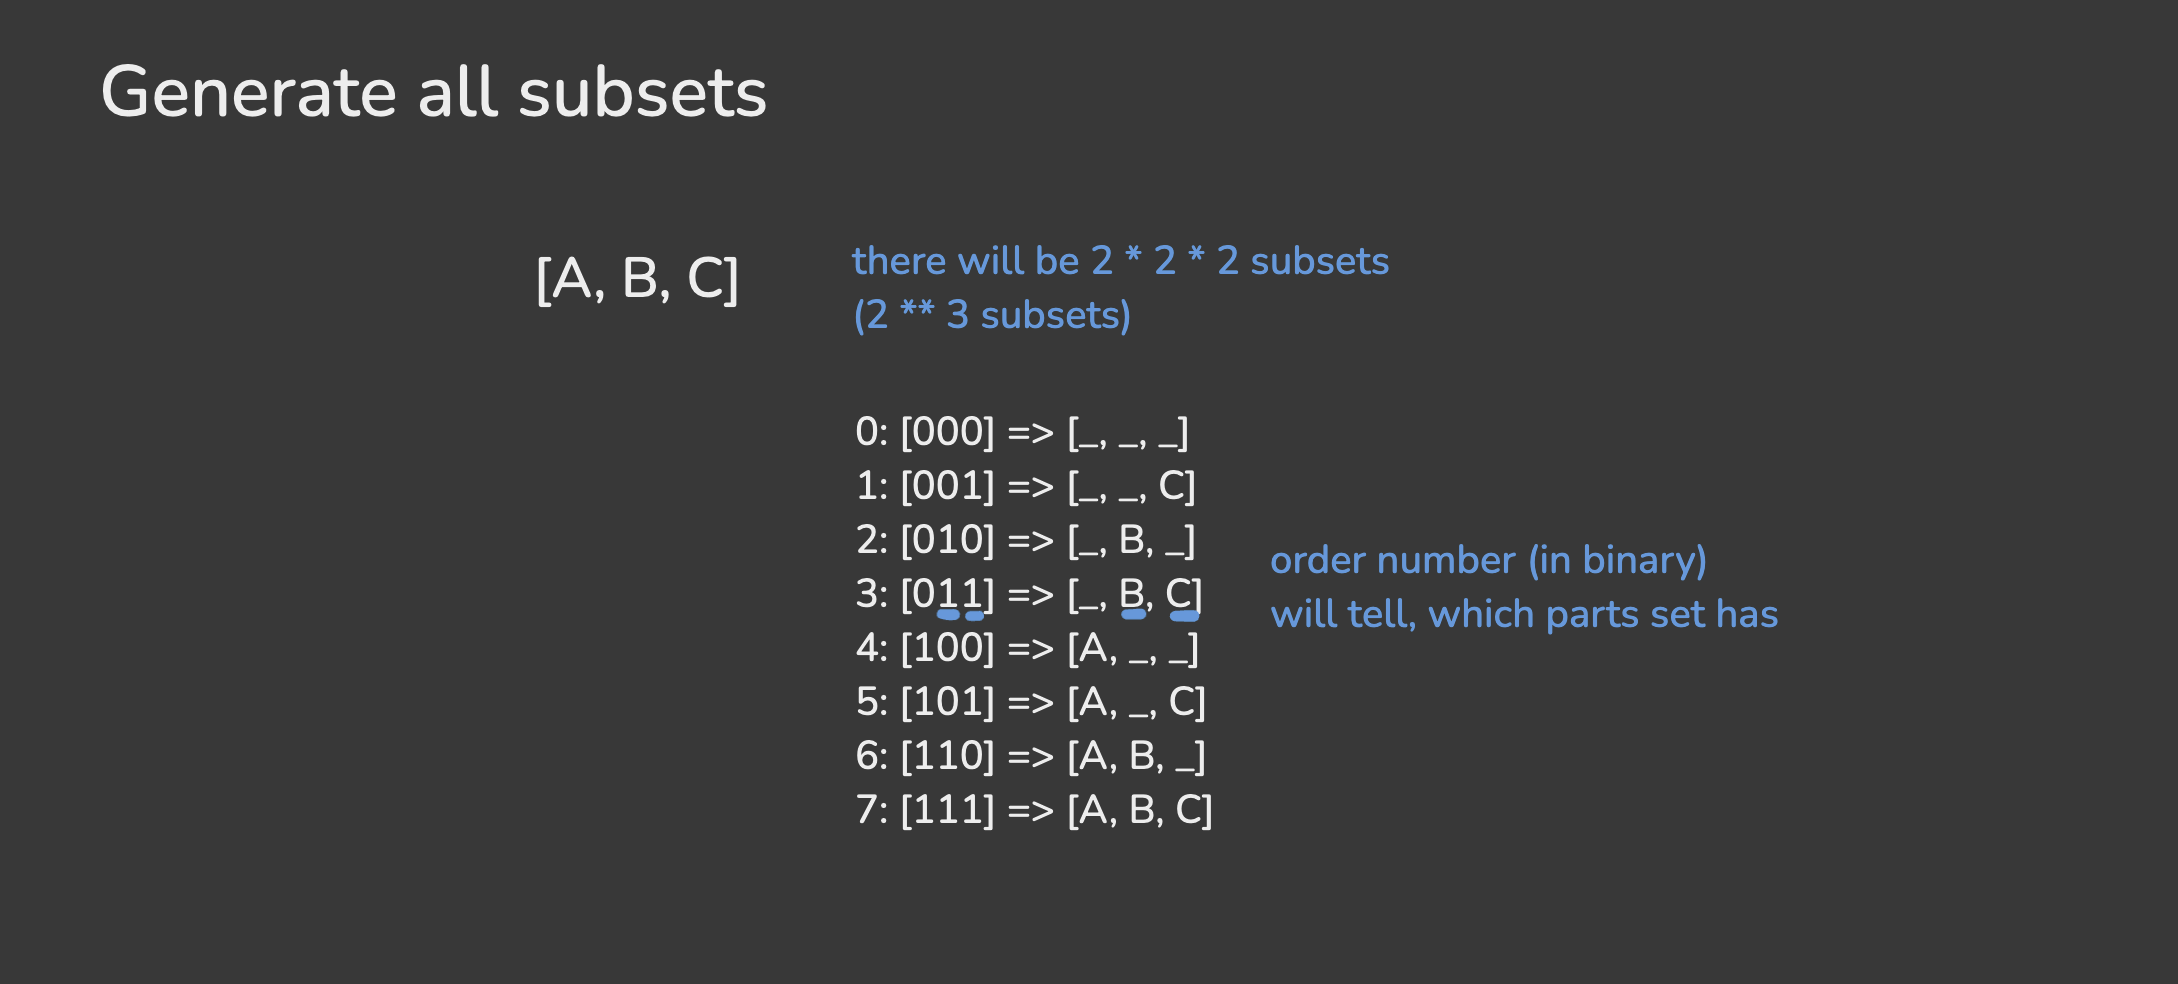 Generate all subsets
[A, B, C]
there will be 2 * 2 * 2 subsets
(2 ** 3 subsets)
0: [000] => [_, _, _]
1: [001] => [_, _, C]
2: [010] => [_, B, _]
3: [011] => [_, B, C]
4: [100] => [A, _, _]
5: [101] => [A, _, C]
6: [110] => [A, B, _]
7: [111] => [A, B, C]
order number (in binary)
will tell, which parts set has